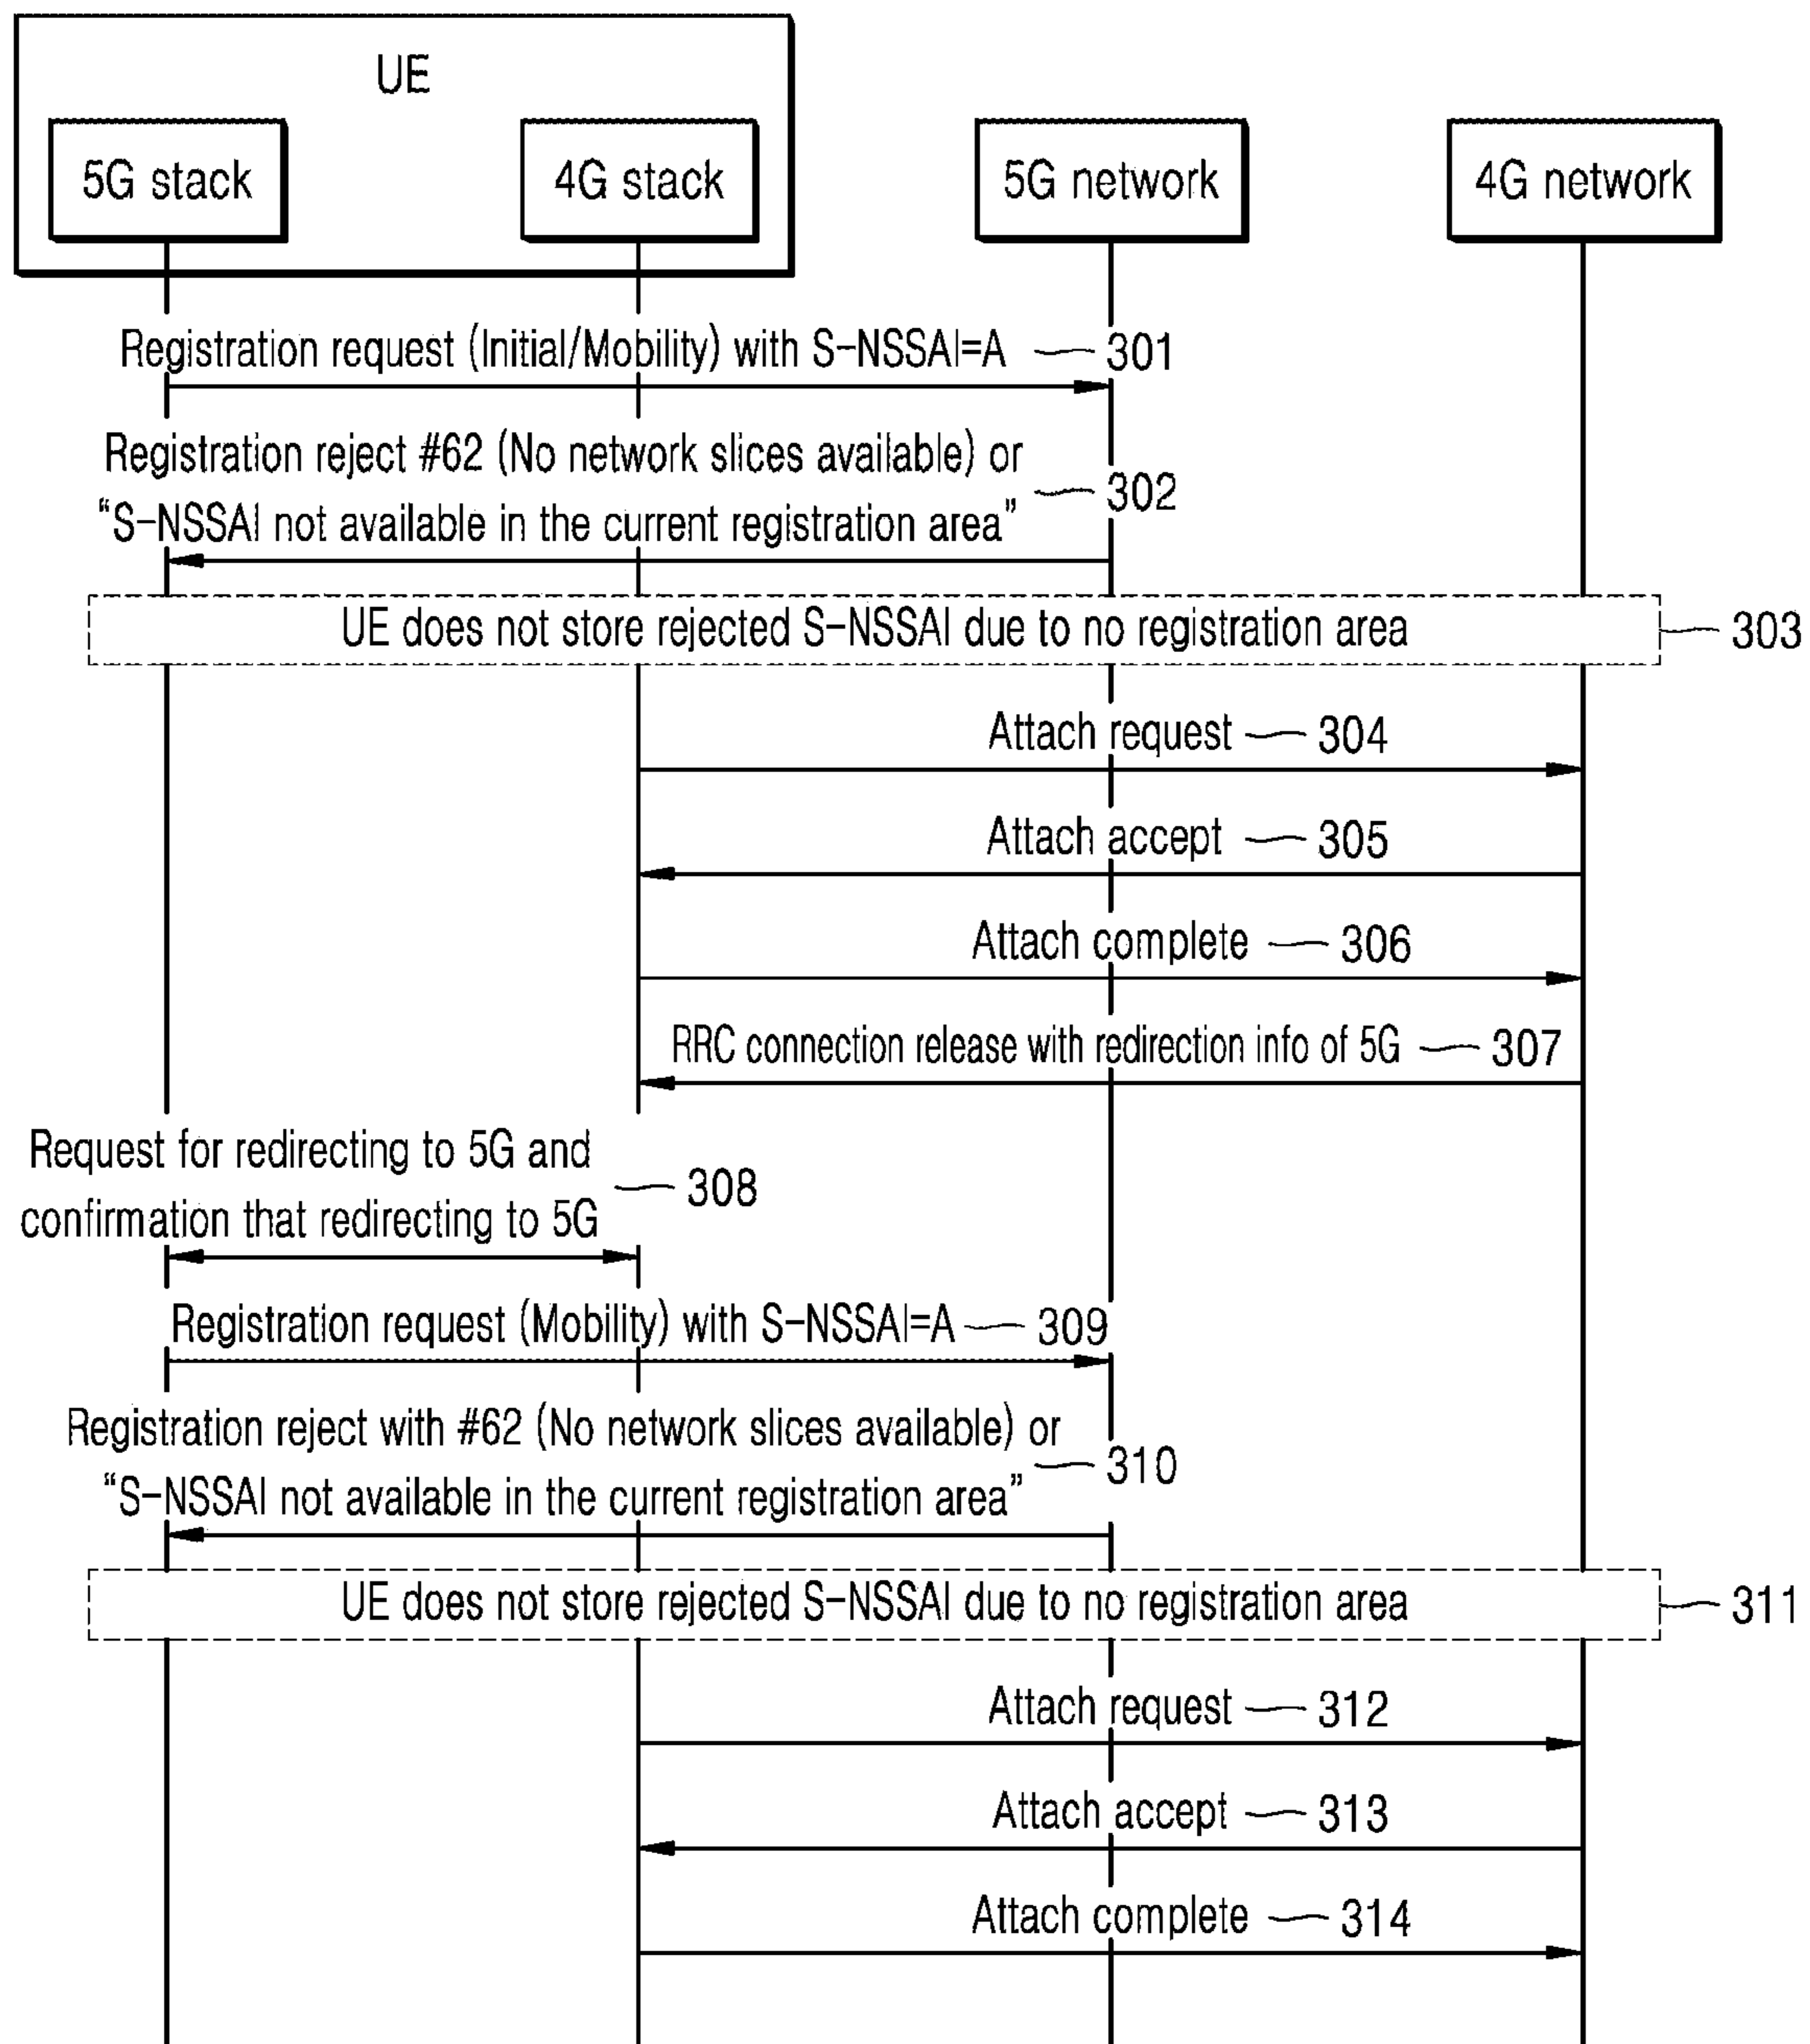 UE
5G stack
4G stack
5G network
4G network
Registration request (Initial/Mobility) with S-NSSAI=A
301
Registration reject #62 (No network slices available) or
"S-NSSAI not available in the current registration area"
302
UE does not store rejected S-NSSAI due to no registration area
303
Attach request
304
Attach accept
305
Attach complete
306
RRC connection release with redirection info of 5G
307
Request for redirecting to 5G and
confirmation that redirecting to 5G
308
Registration request (Mobility) with S-NSSAI=A
309
Registration reject with #62 (No network slices available) or
“S-NSSAI not available in the current registration area”
310
UE does not store rejected S-NSSAI due to no registration area
311
Attach request
312
Attach accept
313
Attach complete
314